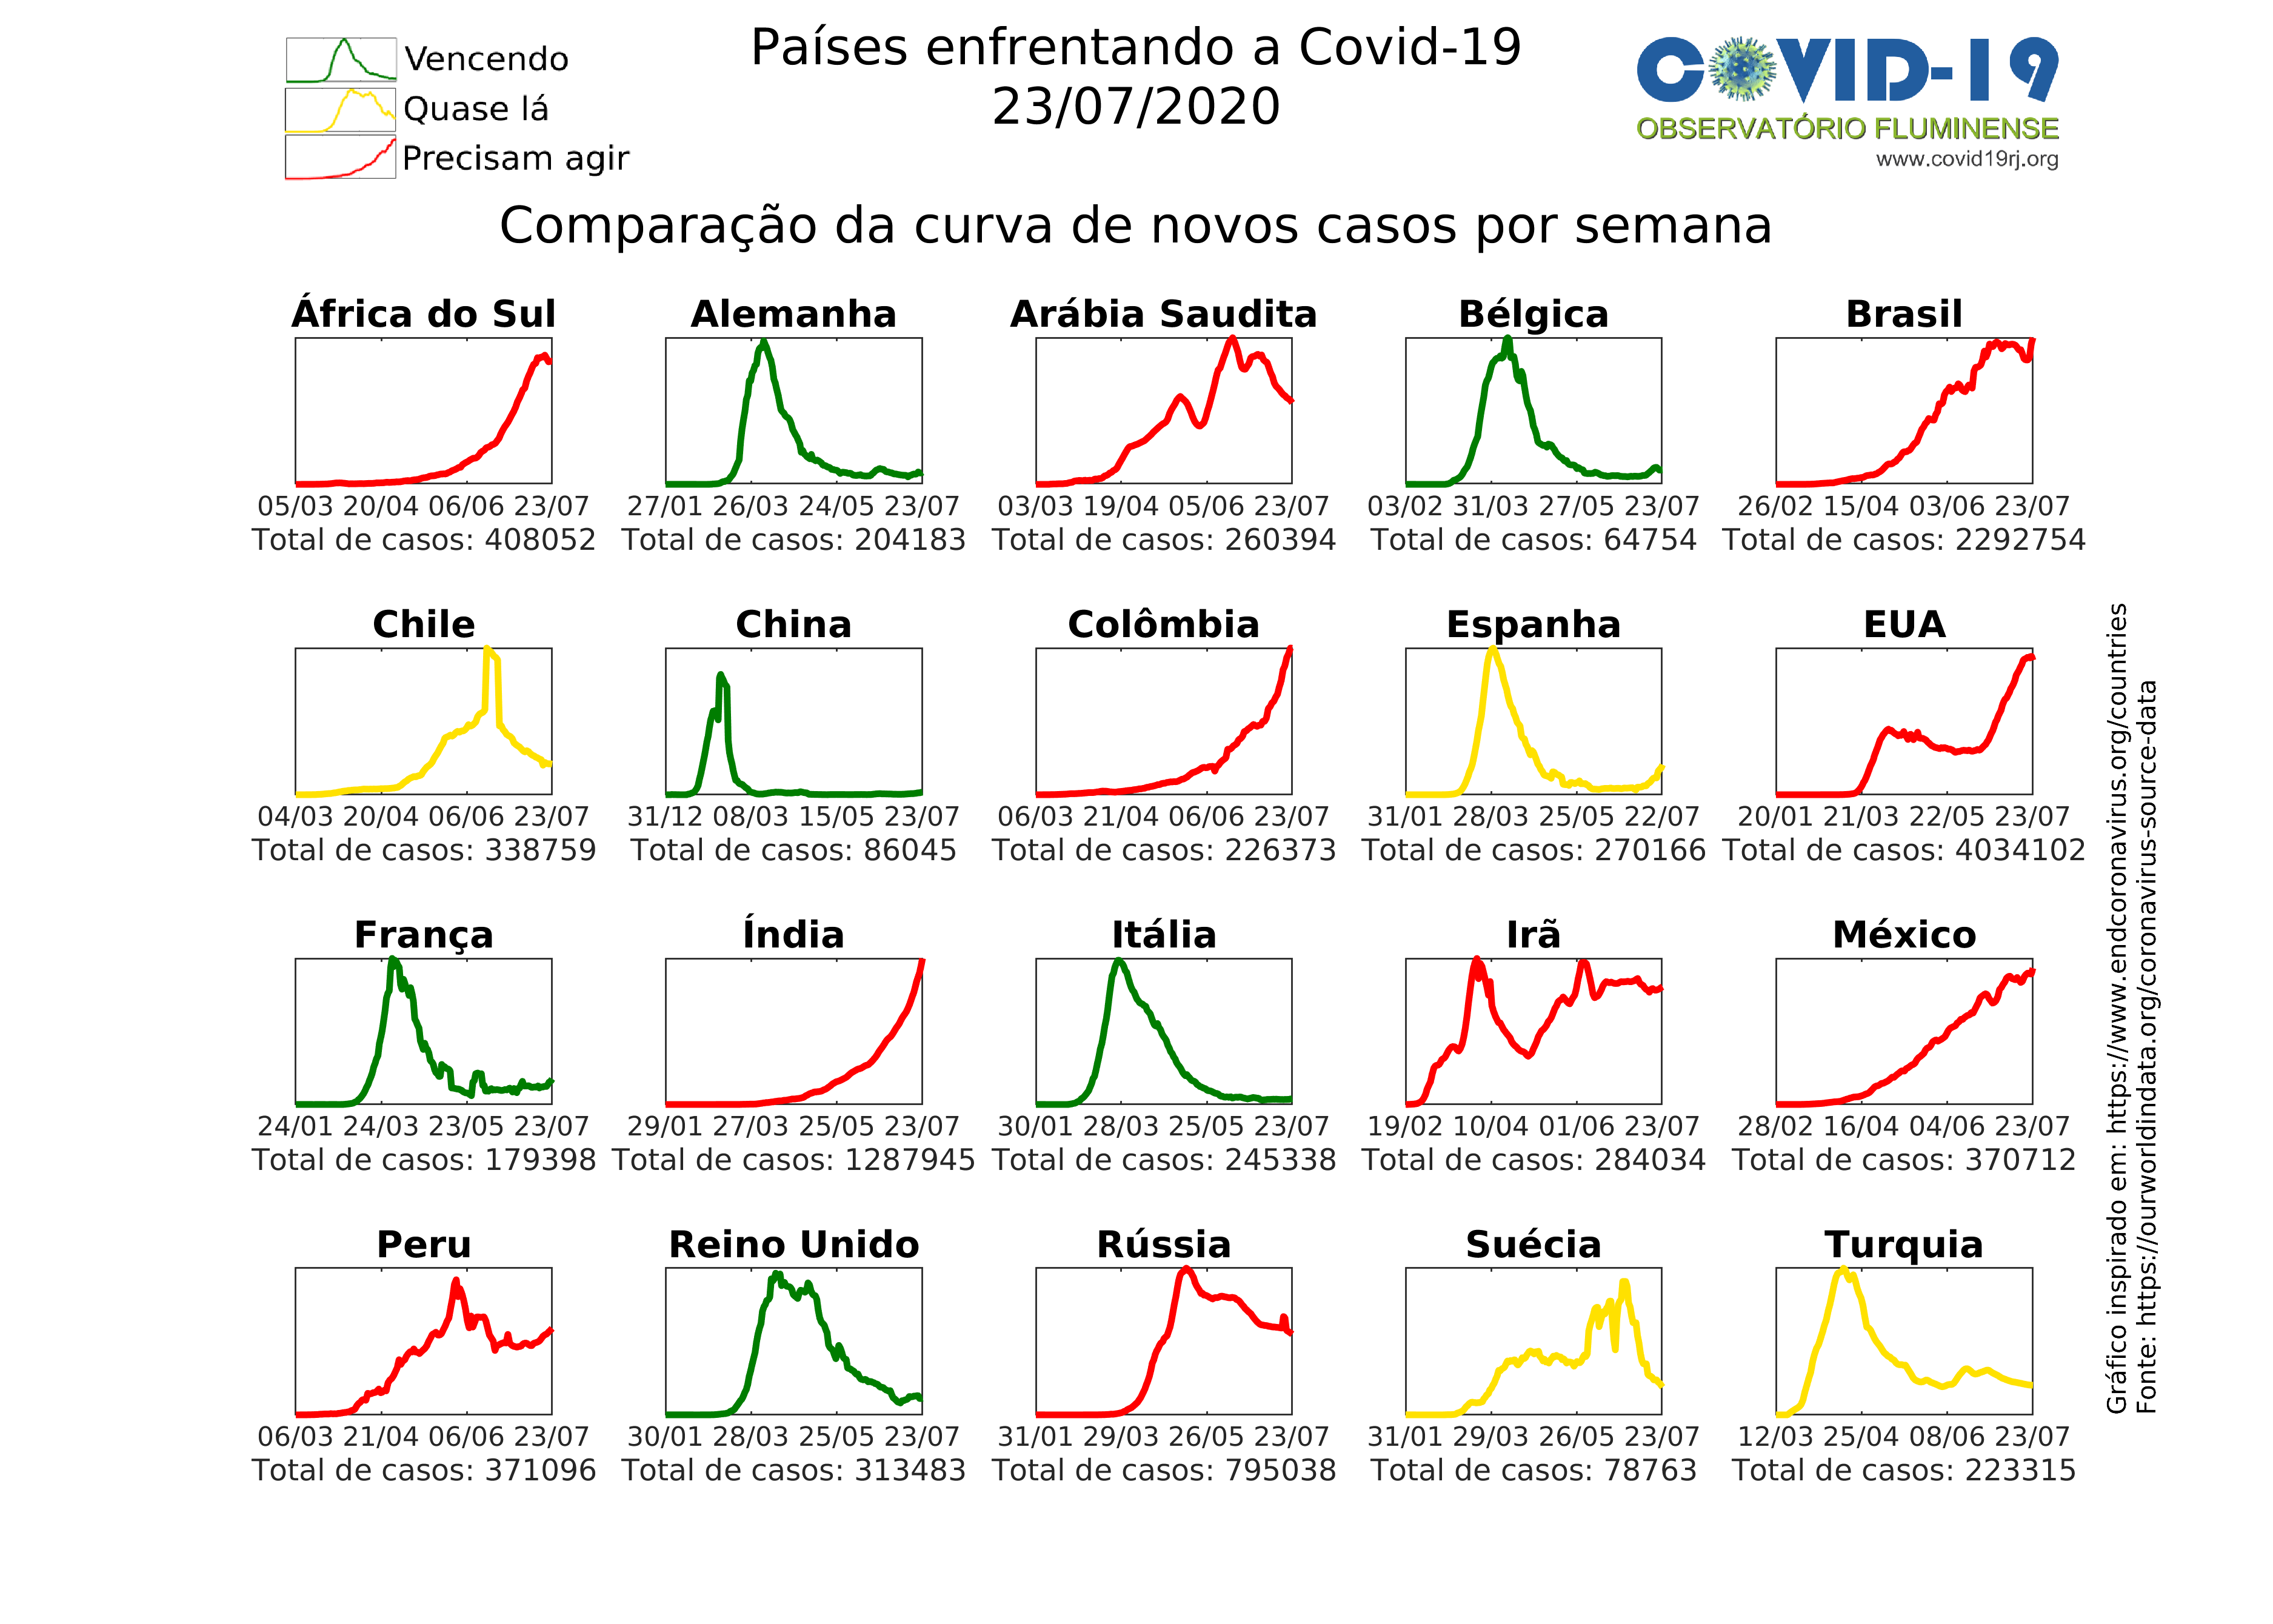 Vencendo
Quase lá
Precisam agir
Países enfrentando a Covid-19
23/07/2020
COVID-19
OBSERVATÓRIO FLUMINENSE
www.covid19rj.org
Comparação da curva de novos casos por semana
África do Sul
05/03 20/04 06/06 23/07
Total de casos: 408052
Alemanha
27/01 26/03 24/05 23/07
Total de casos: 204183
Arábia Saudita
03/03 19/04 05/06 23/07
Total de casos: 260394
Bélgica
03/02 31/03 27/05 23/07
Total de casos: 64754
Brasil
26/02 15/04 03/06 23/07
Total de casos: 2292754
Chile
04/03 20/04 06/06 23/07
Total de casos: 338759
China
31/12 08/03 15/05 23/07
Total de casos: 86045
Colômbia
06/03 21/04 06/06 23/07
Total de casos: 226373
Espanha
31/01 28/03 25/05 22/07
Total de casos: 270166
EUA
20/01 21/03 22/05 23/07
Total de casos: 4034102
França
24/01 24/03 23/05 23/07
Total de casos: 179398
Índia
29/01 27/03 25/05 23/07
Total de casos: 1287945
Itália
30/01 28/03 25/05 23/07
Total de casos: 245338
Irã
19/02 10/04 01/06 23/07
Total de casos: 284034
México
28/02 16/04 04/06 23/07
Total de casos: 370712
Peru
06/03 21/04 06/06 23/07
Total de casos: 371096
Reino Unido
30/01 28/03 25/05 23/07
Total de casos: 313483
Rússia
31/01 29/03 26/05 23/07
Total de casos: 795038
Suécia
31/01 29/03 26/05 23/07
Total de casos: 78763
Turquia
12/03 25/04 08/06 23/07
Total de casos: 223315
Gráfico inspirado em: https://www.endcoronavirus.org/countries
Fonte: https://ourworldindata.org/coronavirus-source-data